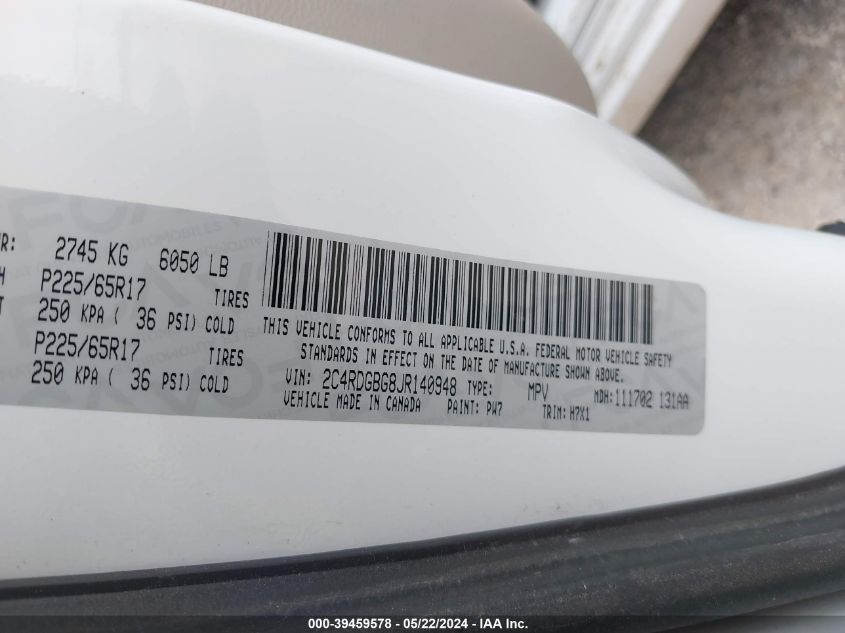 R: 2745 KG 6050 LB
H P225/65R17 TIRES
T 250 KPA ( 36 PSI) COLD
P225/65R17 TIRES
250 KPA ( 36 PSI) COLD
THIS VEHICLE CONFORMS TO ALL APPLICABLE U.S.A. FEDERAL MOTOR VEHICLE SAFETY
STANDARDS IN EFFECT ON THE DATE OF MANUFACTURE SHOWN ABOVE.
VIN: 2C4RDGBG8JR140948 TYPE: MPV MDH: 111702 131AA
VEHICLE MADE IN CANADA PAINT: PW7 TRIM: H7X1
000-39459578 - 05/22/2024 - IAA Inc.